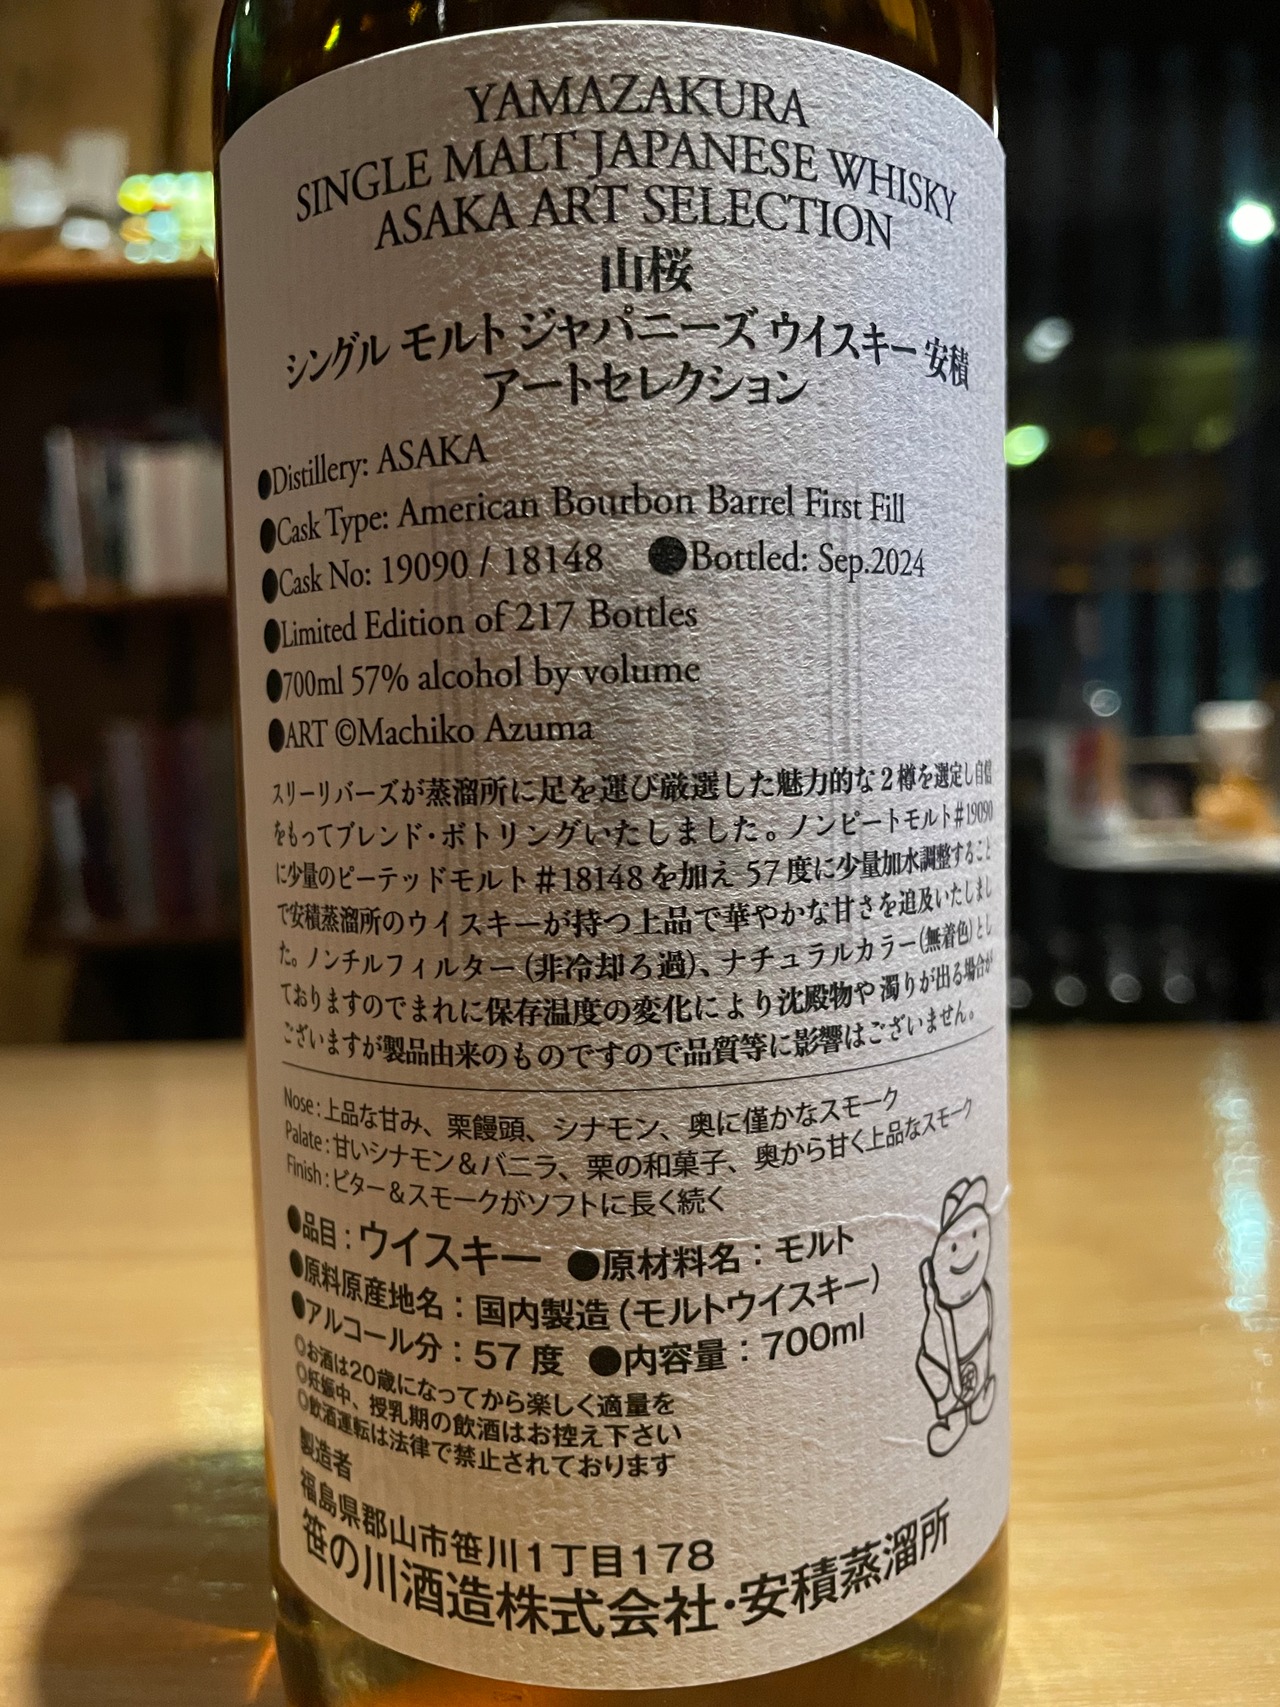 YAMAZAKURA
SINGLE MALT JAPANESE WHISKY
ASAKA ART SELECTION
山桜
シングル モルト ジャパニーズ ウイスキー 安積
アートセレクション
●Distillery: ASAKA
●Cask Type: American Bourbon Barrel First Fill
●Cask No: 19090 / 18148 ●Bottled: Sep.2024
●Limited Edition of 217 Bottles
●700ml 57% alcohol by volume
●ART ©Machiko Azuma
スリーリバーズが蒸溜所に足を運び厳選した魅力的な2樽を選定し自信
をもってブレンド・ボトリングいたしました。ノンピートモルト#19090
に少量のピーテッドモルト#18148を加え 57度に少量加水調整すること
で安積蒸溜所のウイスキーが持つ上品で華やかな甘さを追及いたしまし
た。ノンチルフィルター(非冷却ろ過)、ナチュラルカラー(無着色)とし
ておりますのでまれに保存温度の変化により沈殿物や濁りが出る場合が
ございますが製品由来のものですので品質等に影響はございません。
Nose:上品な甘み、栗饅頭、シナモン、奥に僅かなスモーク
Palate:甘いシナモン&バニラ、栗の和菓子、奥から甘く上品なスモーク
Finish:ビター&スモークがソフトに長く続く
●品目:ウイスキー ●原材料名:モルト
●原料原産地名:国内製造(モルトウイスキー)
●アルコール分:57度 ●内容量:700ml
○お酒は20歳になってから楽しく適量を
○妊娠中、授乳期の飲酒はお控え下さい
○飲酒運転は法律で禁止されております
製造者
福島県郡山市笹川1丁目178
笹の川酒造株式会社・安積蒸溜所
安